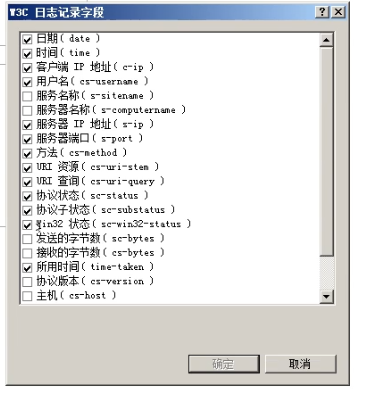 W3C 日志记录字段
日期( date )
时间( time )
客户端 IP 地址( c-ip )
用户名( cs-username )
服务名称( s-sitename )
服务器名称( s-computername )
服务器 IP 地址( s-ip )
服务器端口( s-port )
方法( cs-method )
URI 资源( cs-uri-stem )
URI 查询( cs-uri-query )
协议状态( sc-status )
协议子状态( sc-substatus )
Win32 状态( sc-win32-status )
发送的字节数( sc-bytes )
接收的字节数( cs-bytes )
所用时间( time-taken )
协议版本( cs-version )
主机( cs-host )
确定 取消